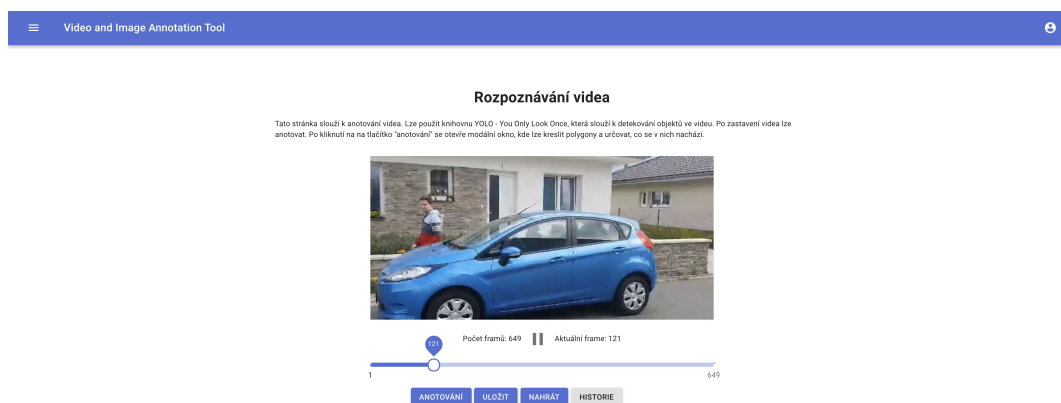 Video and Image Annotation Tool
Rozpoznávání videa
Tato stránka slouží k anotování videa. Lze použít knihovnu YOLO - You Only Look Once, která slouží k detekování objektů ve videu. Po zastavení videa lze
anotovat. Po kliknutí na na tlačítko "anotování" se otevře modální okno, kde lze kreslit polygony a určovat, co se v nich nachází.
Počet framů: 649 Aktuální frame: 121
121
1 649
ANOTOVÁNÍ ULOŽIT NAHRÁT HISTORIE